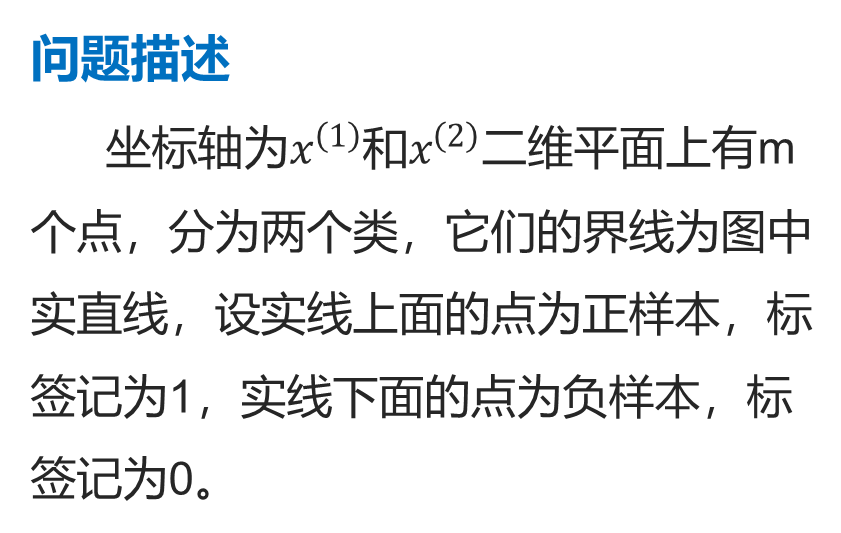 问题描述
坐标轴为x⁽¹⁾和x⁽²⁾二维平面上有m
个点，分为两个类，它们的界线为图中
实直线，设实线上面的点为正样本，标
签记为1，实线下面的点为负样本，标
签记为0。